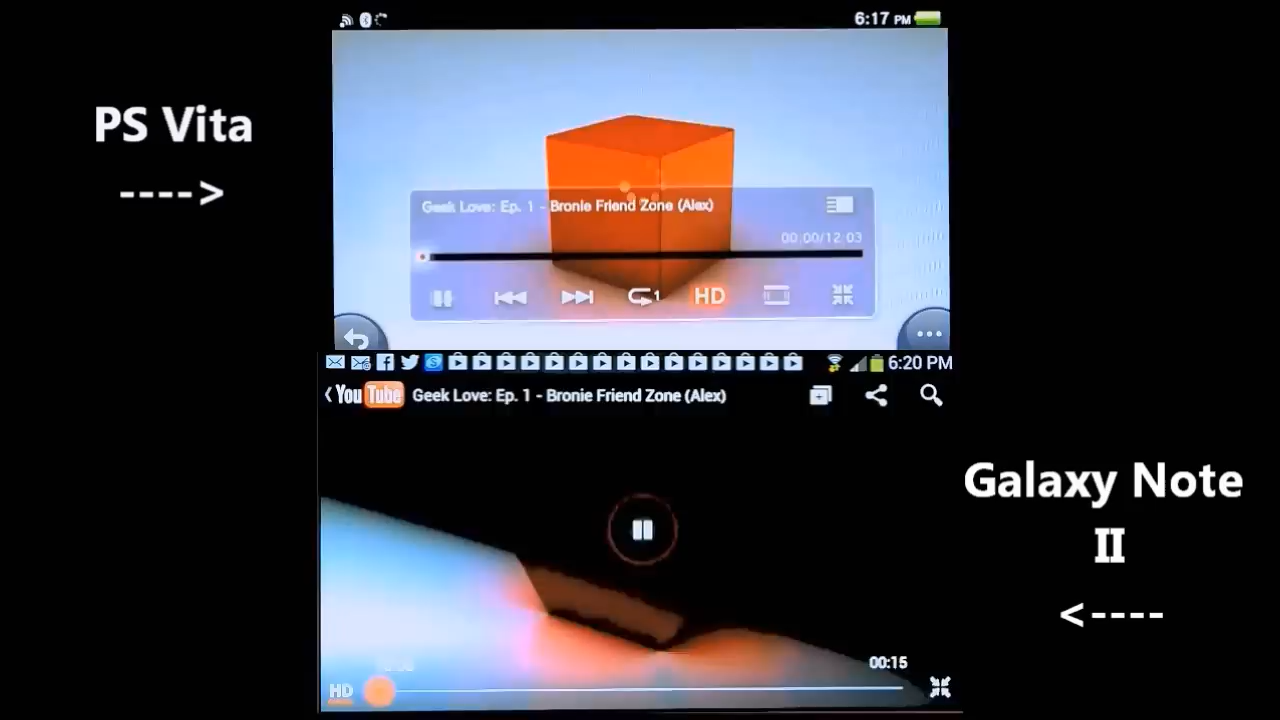 6:17 PM
PS Vita
---->
Geek Love: Ep. 1 - Bronie Friend Zone (Alex)
00:00/12:03
1
HD
6:20 PM
YouTube
Geek Love: Ep. 1 - Bronie Friend Zone (Alex)
Galaxy Note
II
<----
00:15
HD